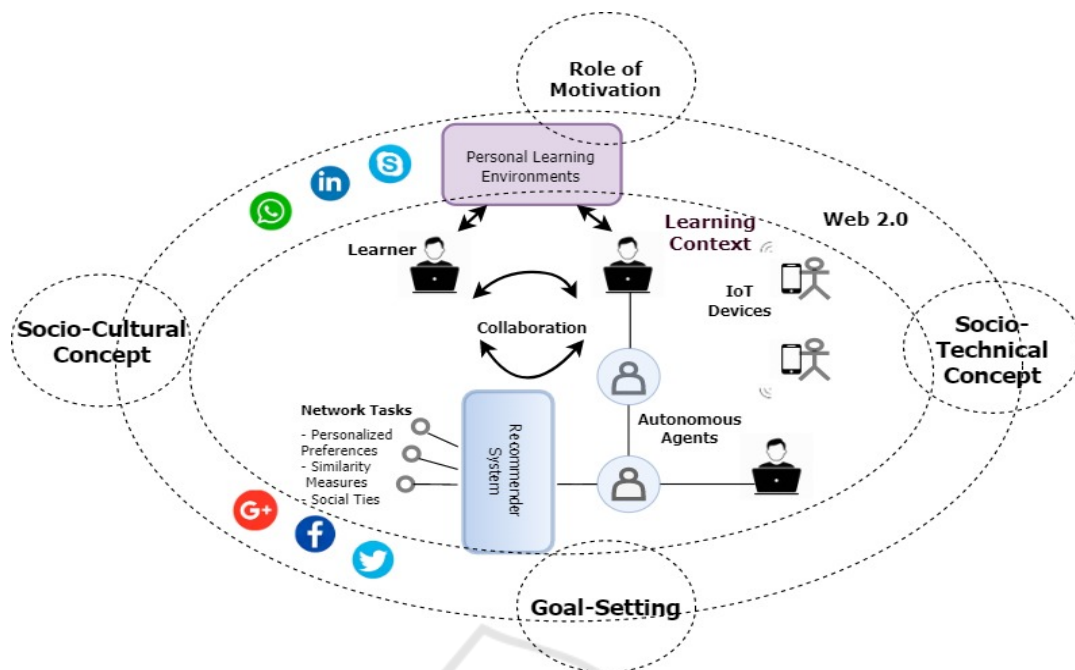 Role of
Motivation
Personal Learning
Environments
in
S
Learning
Context
Web 2.0
Learner
IoT
Devices
Collaboration
Socio-Cultural
Concept
Socio-
Technical
Concept
Network Tasks
- Personalized
Preferences
- Similarity
Measures
- Social Ties
Recommender
System
Autonomous
Agents
G+
f
Goal-Setting